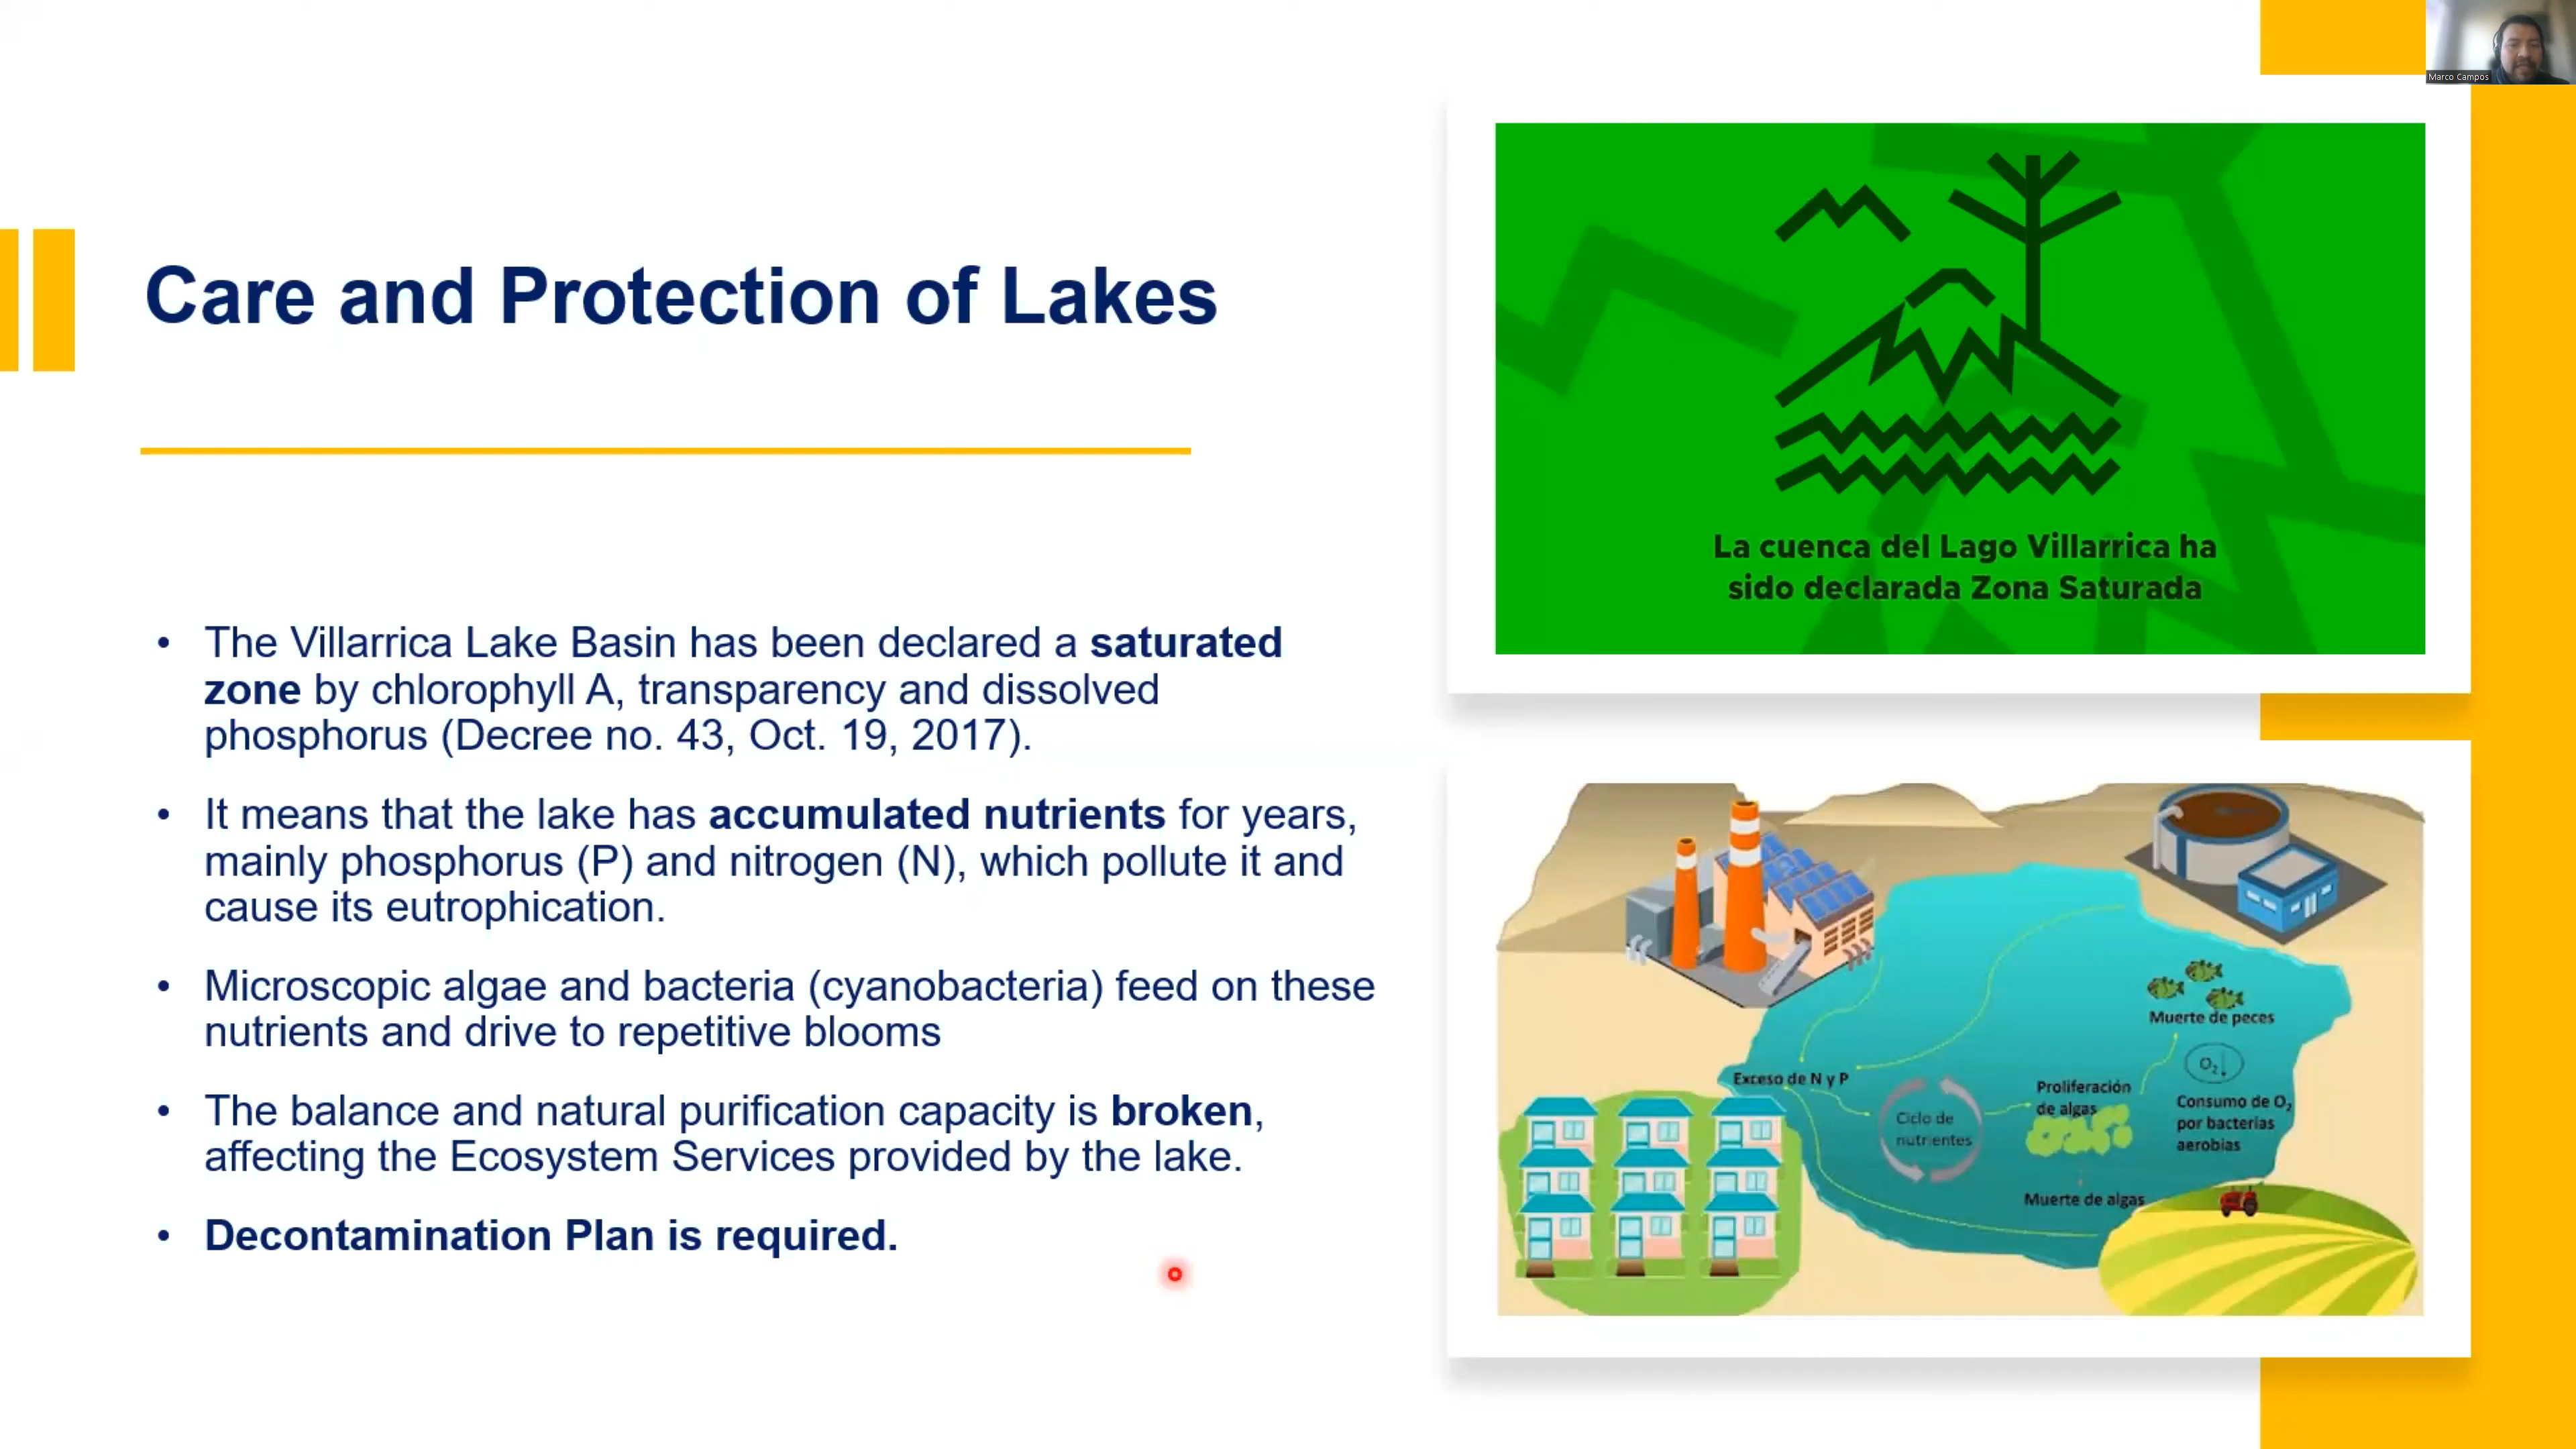 Marco Campos
Care and Protection of Lakes
• The Villarrica Lake Basin has been declared a saturated
zone by chlorophyll A, transparency and dissolved
phosphorus (Decree no. 43, Oct. 19, 2017).
• It means that the lake has accumulated nutrients for years,
mainly phosphorus (P) and nitrogen (N), which pollute it and
cause its eutrophication.
• Microscopic algae and bacteria (cyanobacteria) feed on these
nutrients and drive to repetitive blooms
• The balance and natural purification capacity is broken,
affecting the Ecosystem Services provided by the lake.
• Decontamination Plan is required.
La cuenca del Lago Villarrica ha
sido declarada Zona Saturada
Muerte de peces
O₂↓
Exceso de N y P
Ciclo de
nutrientes
Proliferación
de algas
Consumo de O₂
por bacterias
aerobias
Muerte de algas